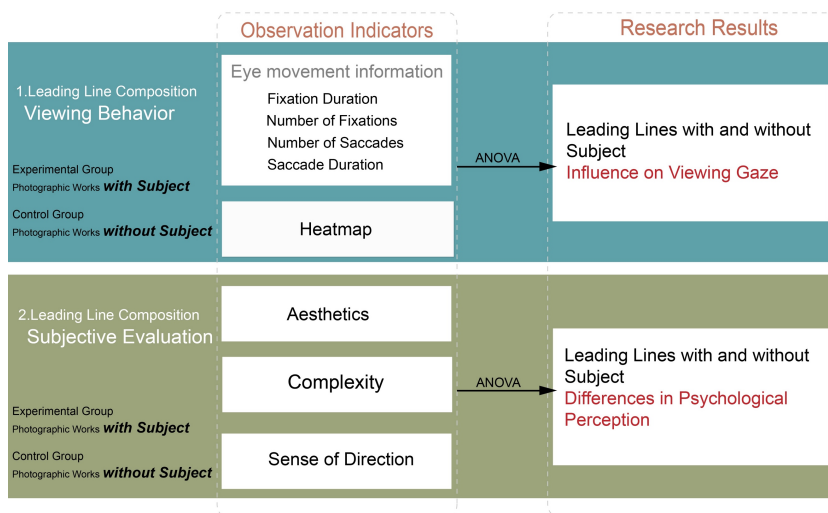 Observation Indicators
Research Results
1.Leading Line Composition
Viewing Behavior
Experimental Group
Photographic Works with Subject
Control Group
Photographic Works without Subject
Eye movement information
Fixation Duration
Number of Fixations
Number of Saccades
Saccade Duration
Heatmap
ANOVA
Leading Lines with and without
Subject
Influence on Viewing Gaze
2.Leading Line Composition
Subjective Evaluation
Experimental Group
Photographic Works with Subject
Control Group
Photographic Works without Subject
Aesthetics
Complexity
Sense of Direction
ANOVA
Leading Lines with and without
Subject
Differences in Psychological
Perception